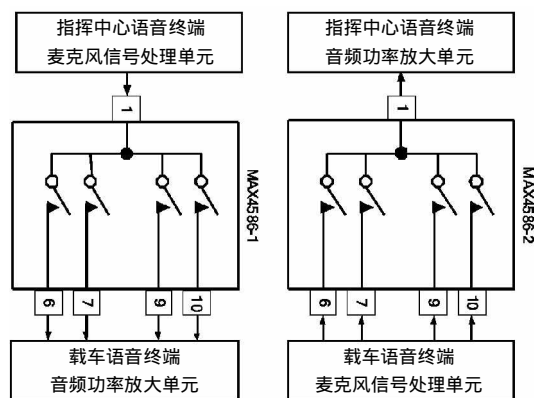 指挥中心语音终端
麦克风信号处理单元
1
MAX4586-1
6
7
9
10
载车语音终端
音频功率放大单元
指挥中心语音终端
音频功率放大单元
1
MAX4586-2
6
7
9
10
载车语音终端
麦克风信号处理单元